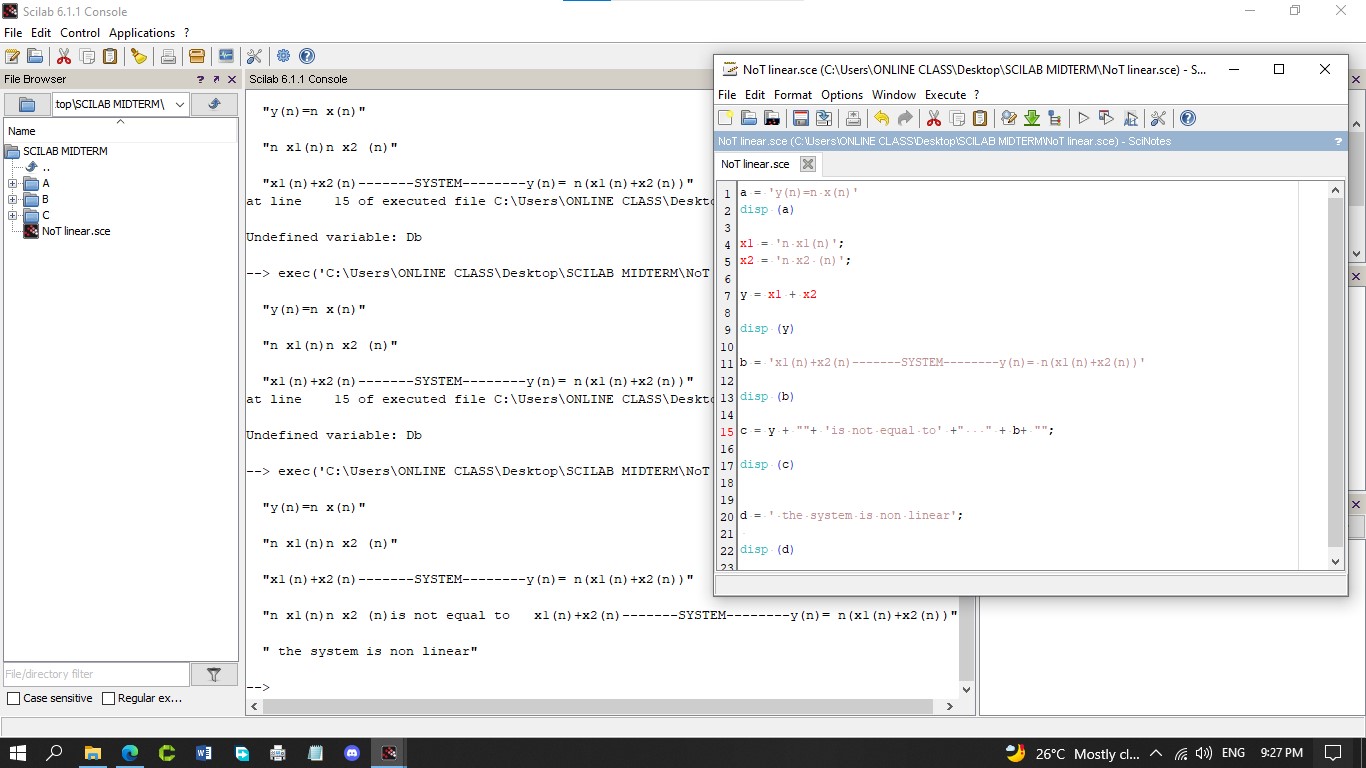 Scilab 6.1.1 Console
File Edit Control Applications ?
File Browser ? 
top\SCILAB MIDTERM\
Name
SCILAB MIDTERM
..
A
B
C
NoT linear.sce
File/directory filter
Case sensitive Regular ex...
Scilab 6.1.1 Console
"y(n)=n x(n)"
"n x1(n)n x2 (n)"
"x1(n)+x2(n)-------SYSTEM--------y(n)= n(x1(n)+x2(n))"
at line    15 of executed file C:\Users\ONLINE CLASS\Deskto
Undefined variable: Db
--> exec('C:\Users\ONLINE CLASS\Desktop\SCILAB MIDTERM\NoT
"y(n)=n x(n)"
"n x1(n)n x2 (n)"
"x1(n)+x2(n)-------SYSTEM--------y(n)= n(x1(n)+x2(n))"
at line    15 of executed file C:\Users\ONLINE CLASS\Deskto
Undefined variable: Db
--> exec('C:\Users\ONLINE CLASS\Desktop\SCILAB MIDTERM\NoT
"y(n)=n x(n)"
"n x1(n)n x2 (n)"
"x1(n)+x2(n)-------SYSTEM--------y(n)= n(x1(n)+x2(n))"
"n x1(n)n x2 (n)is not equal to   x1(n)+x2(n)-------SYSTEM--------y(n)= n(x1(n)+x2(n))"
" the system is non linear"
-->
NoT linear.sce (C:\Users\ONLINE CLASS\Desktop\SCILAB MIDTERM\NoT linear.sce) - S...
File Edit Format Options Window Execute ?
NoT linear.sce (C:\Users\ONLINE CLASS\Desktop\SCILAB MIDTERM\NoT linear.sce) - SciNotes ?
NoT linear.sce
1 a = 'y(n)=n x(n)'
2 disp (a)
3
4 x1 = 'n x1(n)';
5 x2 = 'n x2 (n)';
6
7 y = x1 + x2
8
9 disp (y)
10
11 b = 'x1(n)+x2(n)-------SYSTEM--------y(n)= n(x1(n)+x2(n))'
12
13 disp (b)
14
15 c = y + ""+ 'is not equal to' +"   " + b+ "";
16
17 disp (c)
18
19
20 d = ' the system is non linear';
21
22 disp (d)
23
26°C Mostly cl... ENG 9:27 PM